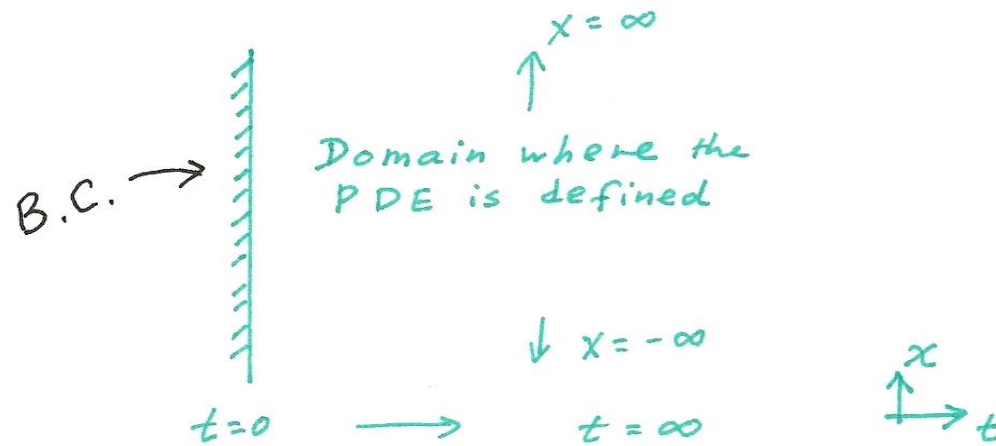 x = ∞
Domain where the
PDE is defined
B.C.
x = -∞
x
t=0
t = ∞
t